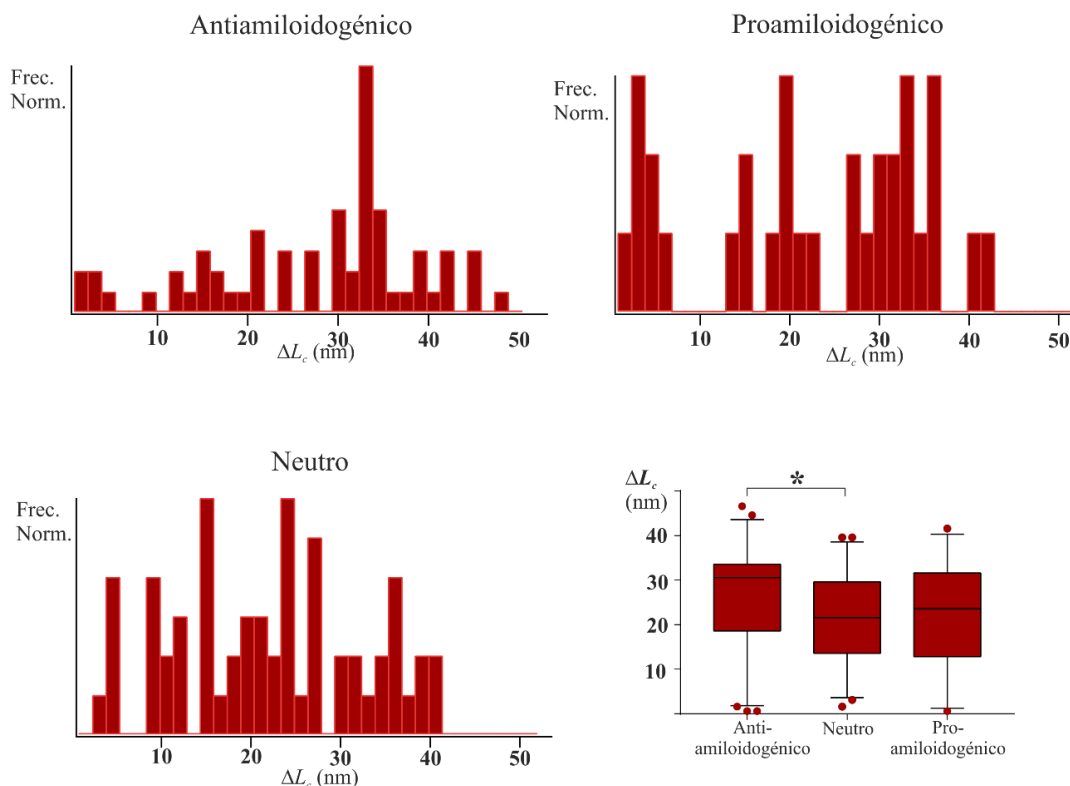 Antiamiloidogénico
Frec.
Norm.
10 20 30 40 50
ΔLc (nm)
Proamiloidogénico
Frec.
Norm.
10 20 30 40 50
ΔLc (nm)
Neutro
Frec.
Norm.
10 20 30 40 50
ΔLc (nm)
ΔLc
(nm)
*
40
30
20
10
Anti-
amiloidogénico
Neutro
Pro-
amiloidogénico